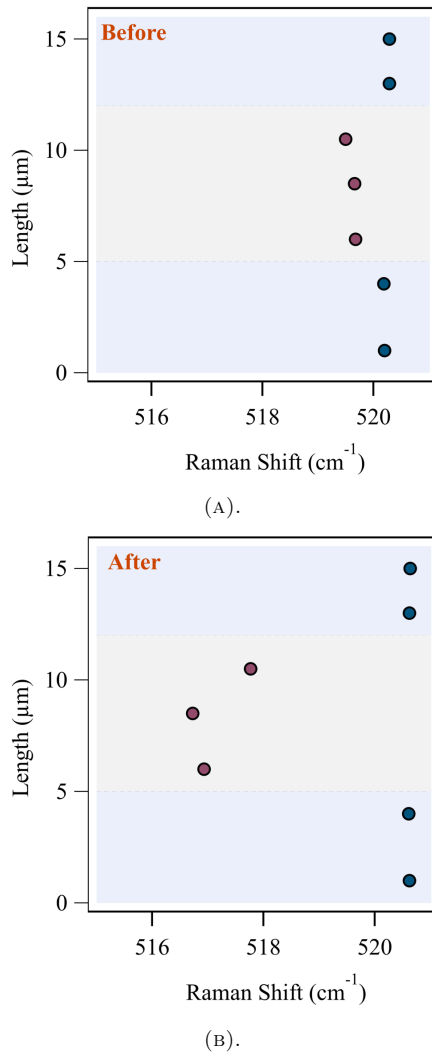 Before
15
10
5
0
Length (µm)
516 518 520
Raman Shift (cm⁻¹)
(A).
After
15
10
5
0
Length (µm)
516 518 520
Raman Shift (cm⁻¹)
(B).